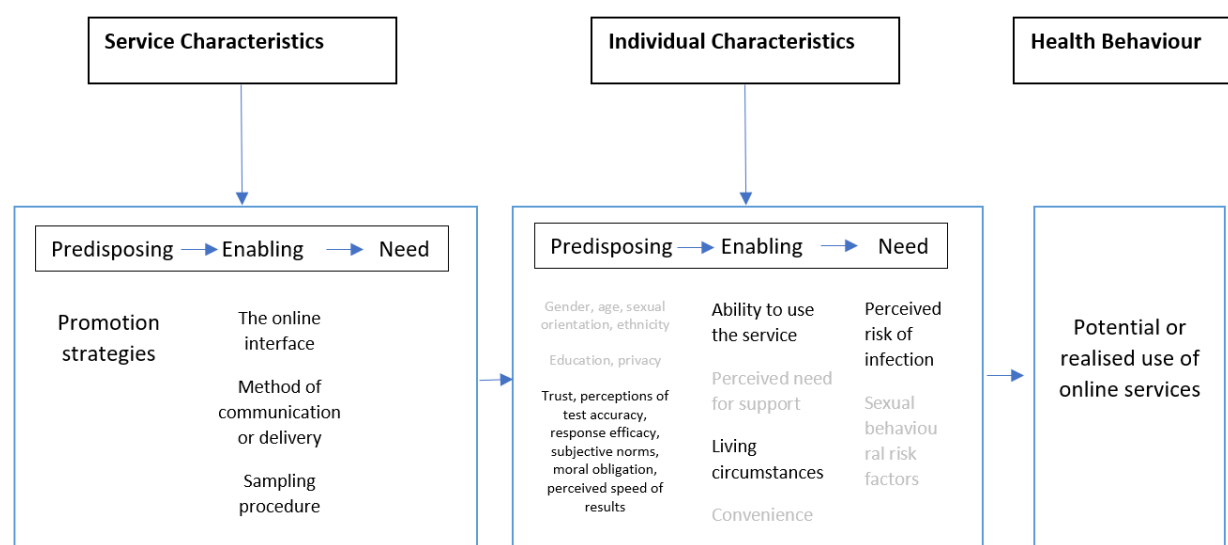 Service Characteristics
Individual Characteristics
Health Behaviour
Predisposing
Enabling
Need
Promotion
strategies
The online
interface
Method of
communication
or delivery
Sampling
procedure
Predisposing
Enabling
Need
Gender, age, sexual
orientation, ethnicity
Education, privacy
Trust, perceptions of
test accuracy,
response efficacy,
subjective norms,
moral obligation,
perceived speed of
results
Ability to use
the service
Perceived need
for support
Living
circumstances
Convenience
Perceived
risk of
infection
Sexual
behaviou
ral risk
factors
Potential or
realised use of
online services